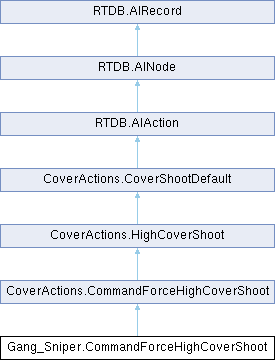 RTDB.AIRecord
RTDB.AINode
RTDB.AIAction
CoverActions.CoverShootDefault
CoverActions.HighCoverShoot
CoverActions.CommandForceHighCoverShoot
Gang_Sniper.CommandForceHighCoverShoot